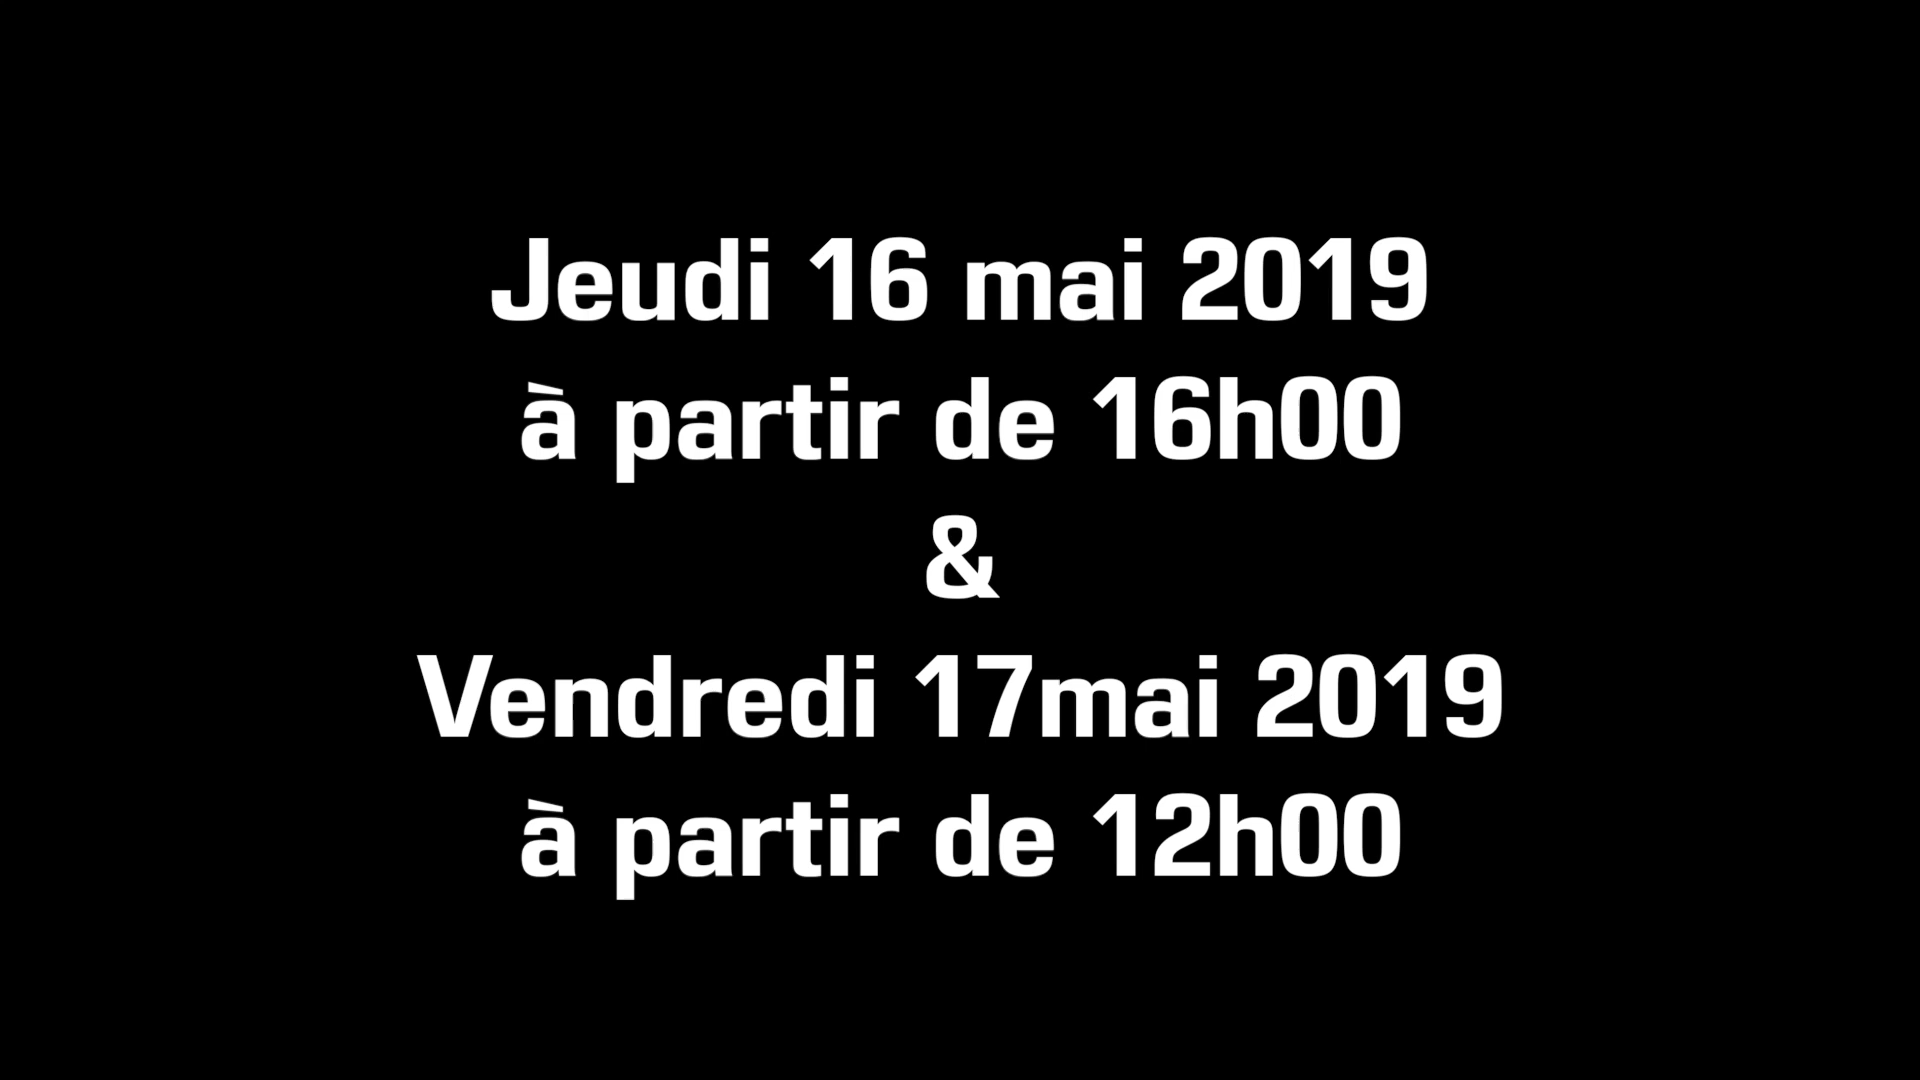 Jeudi 16 mai 2019
à partir de 16h00
&
Vendredi 17mai 2019
à partir de 12h00